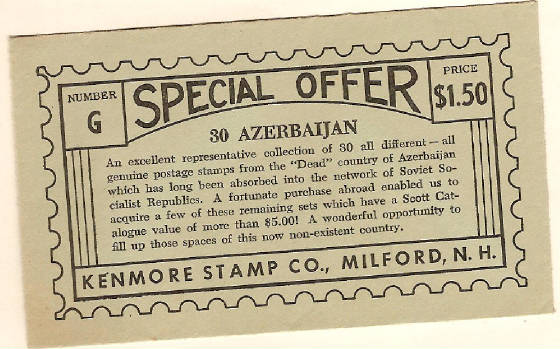 NUMBER
G
SPECIAL OFFER
PRICE
$1.50
30 AZERBAIJAN
An excellent representative collection of 30 all different — all
genuine postage stamps from the "Dead" country of Azerbaijan
which has long been absorbed into the network of Soviet So-
cialist Republics. A fortunate purchase abroad enabled us to
acquire a few of these remaining sets which have a Scott Cat-
alogue value of more than $5.00! A wonderful opportunity to
fill up those spaces of this now non-existent country.
KENMORE STAMP CO., MILFORD, N. H.